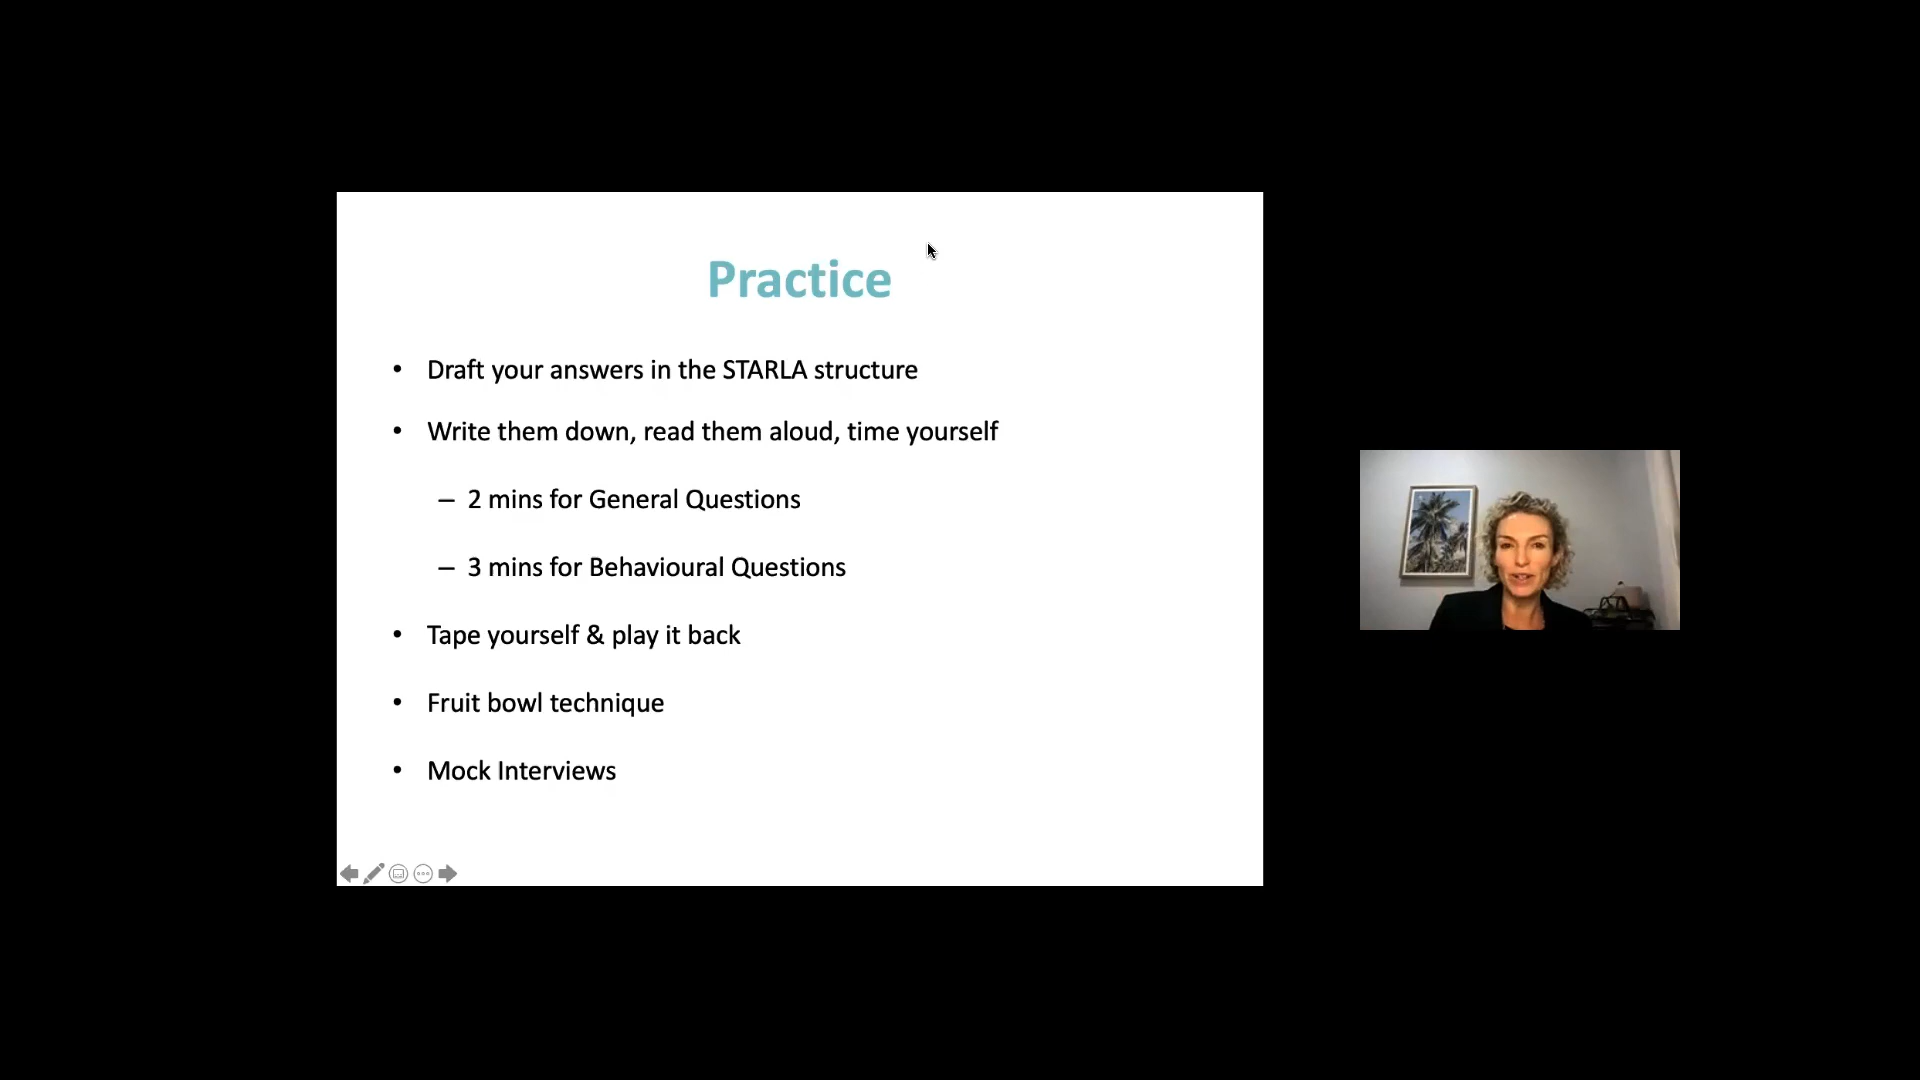 Practice
• Draft your answers in the STARLA structure
• Write them down, read them aloud, time yourself
– 2 mins for General Questions
– 3 mins for Behavioural Questions
• Tape yourself & play it back
• Fruit bowl technique
• Mock Interviews